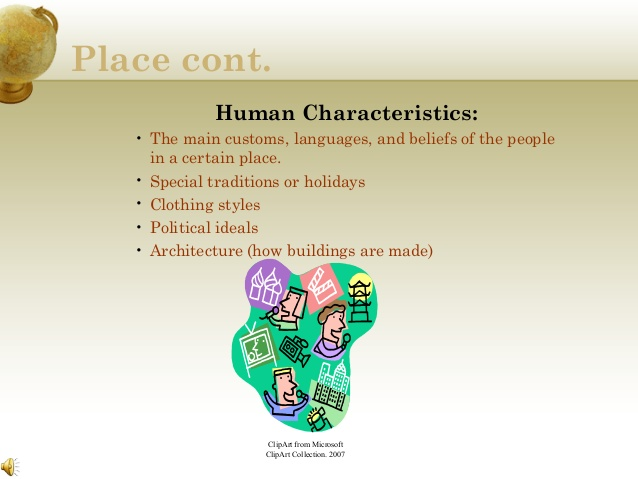 Place cont.
Human Characteristics:
• The main customs, languages, and beliefs of the people
in a certain place.
• Special traditions or holidays
• Clothing styles
• Political ideals
• Architecture (how buildings are made)
ClipArt from Microsoft
ClipArt Collection. 2007